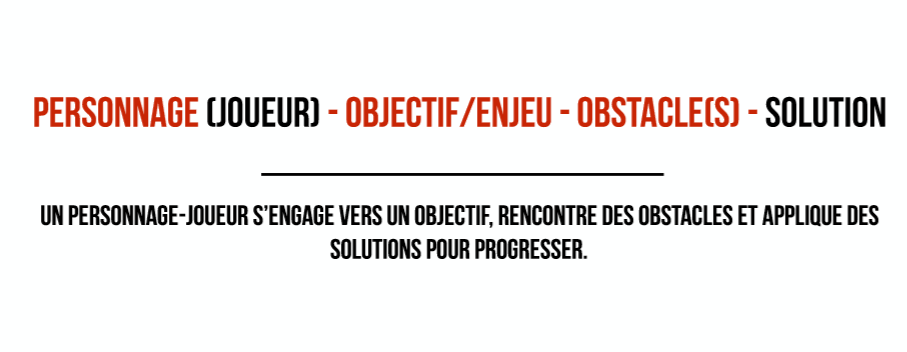 PERSONNAGE (JOUEUR) - OBJECTIF/ENJEU - OBSTACLE(S) - SOLUTION
UN PERSONNAGE-JOUEUR S'ENGAGE VERS UN OBJECTIF, RENCONTRE DES OBSTACLES ET APPLIQUE DES
SOLUTIONS POUR PROGRESSER.